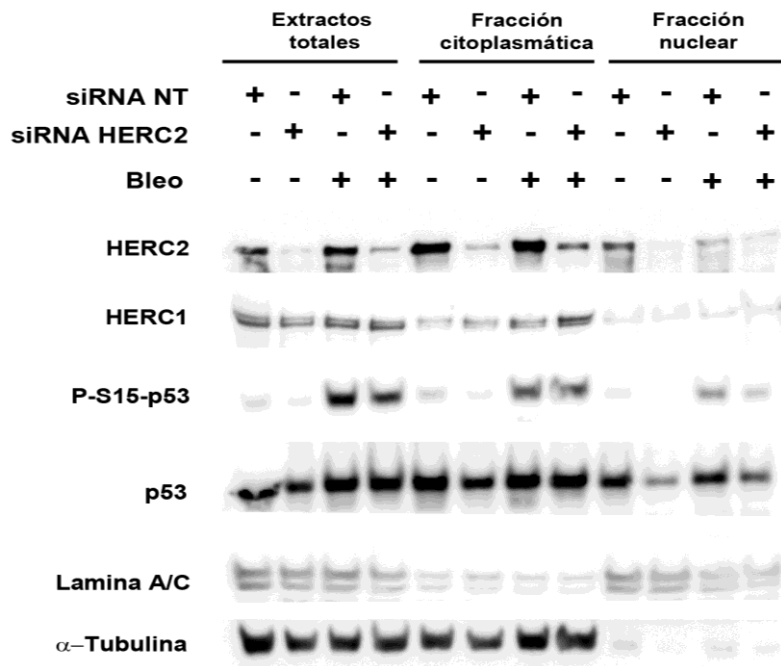 Extractos totales
Fracción citoplasmática
Fracción nuclear
siRNA NT + - + - + - + - + - + -
siRNA HERC2 - + - + - + - + - + - +
Bleo - - + + - - + + - - + +
HERC2
HERC1
P-S15-p53
p53
Lamina A/C
α–Tubulina